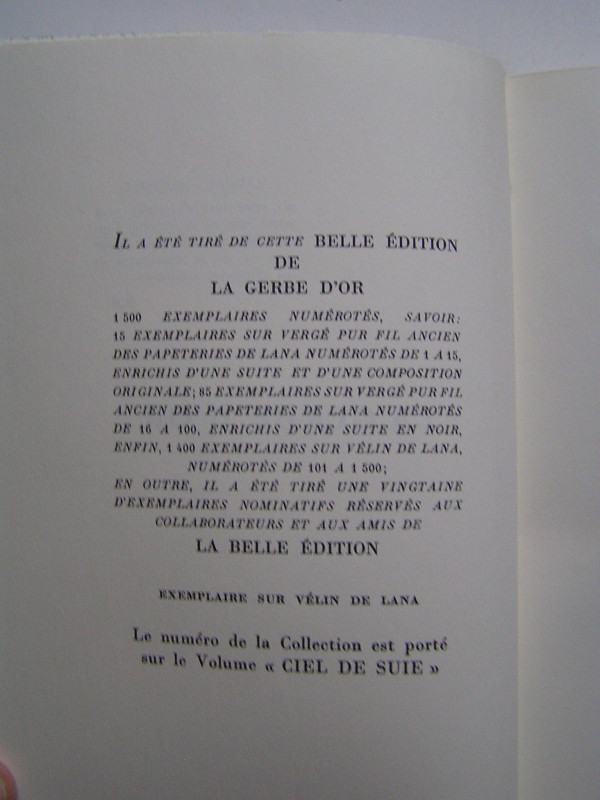 IL A ÉTÉ TIRÉ DE CETTE BELLE ÉDITION
DE
LA GERBE D'OR
1 500 EXEMPLAIRES NUMÉROTÉS, SAVOIR:
15 EXEMPLAIRES SUR VERGÉ PUR FIL ANCIEN
DES PAPETERIES DE LANA NUMÉROTÉS DE 1 A 15,
ENRICHIS D'UNE SUITE ET D'UNE COMPOSITION
ORIGINALE; 85 EXEMPLAIRES SUR VERGÉ PUR FIL
ANCIEN DES PAPETERIES DE LANA NUMÉROTÉS
DE 16 A 100, ENRICHIS D'UNE SUITE EN NOIR,
ENFIN, 1 400 EXEMPLAIRES SUR VÉLIN DE LANA,
NUMÉROTÉS DE 101 A 1 500;
EN OUTRE, IL A ÉTÉ TIRÉ UNE VINGTAINE
D'EXEMPLAIRES NOMINATIFS RÉSERVÉS AUX
COLLABORATEURS ET AUX AMIS DE
LA BELLE ÉDITION
EXEMPLAIRE SUR VÉLIN DE LANA
Le numéro de la Collection est porté
sur le Volume « CIEL DE SUIE »